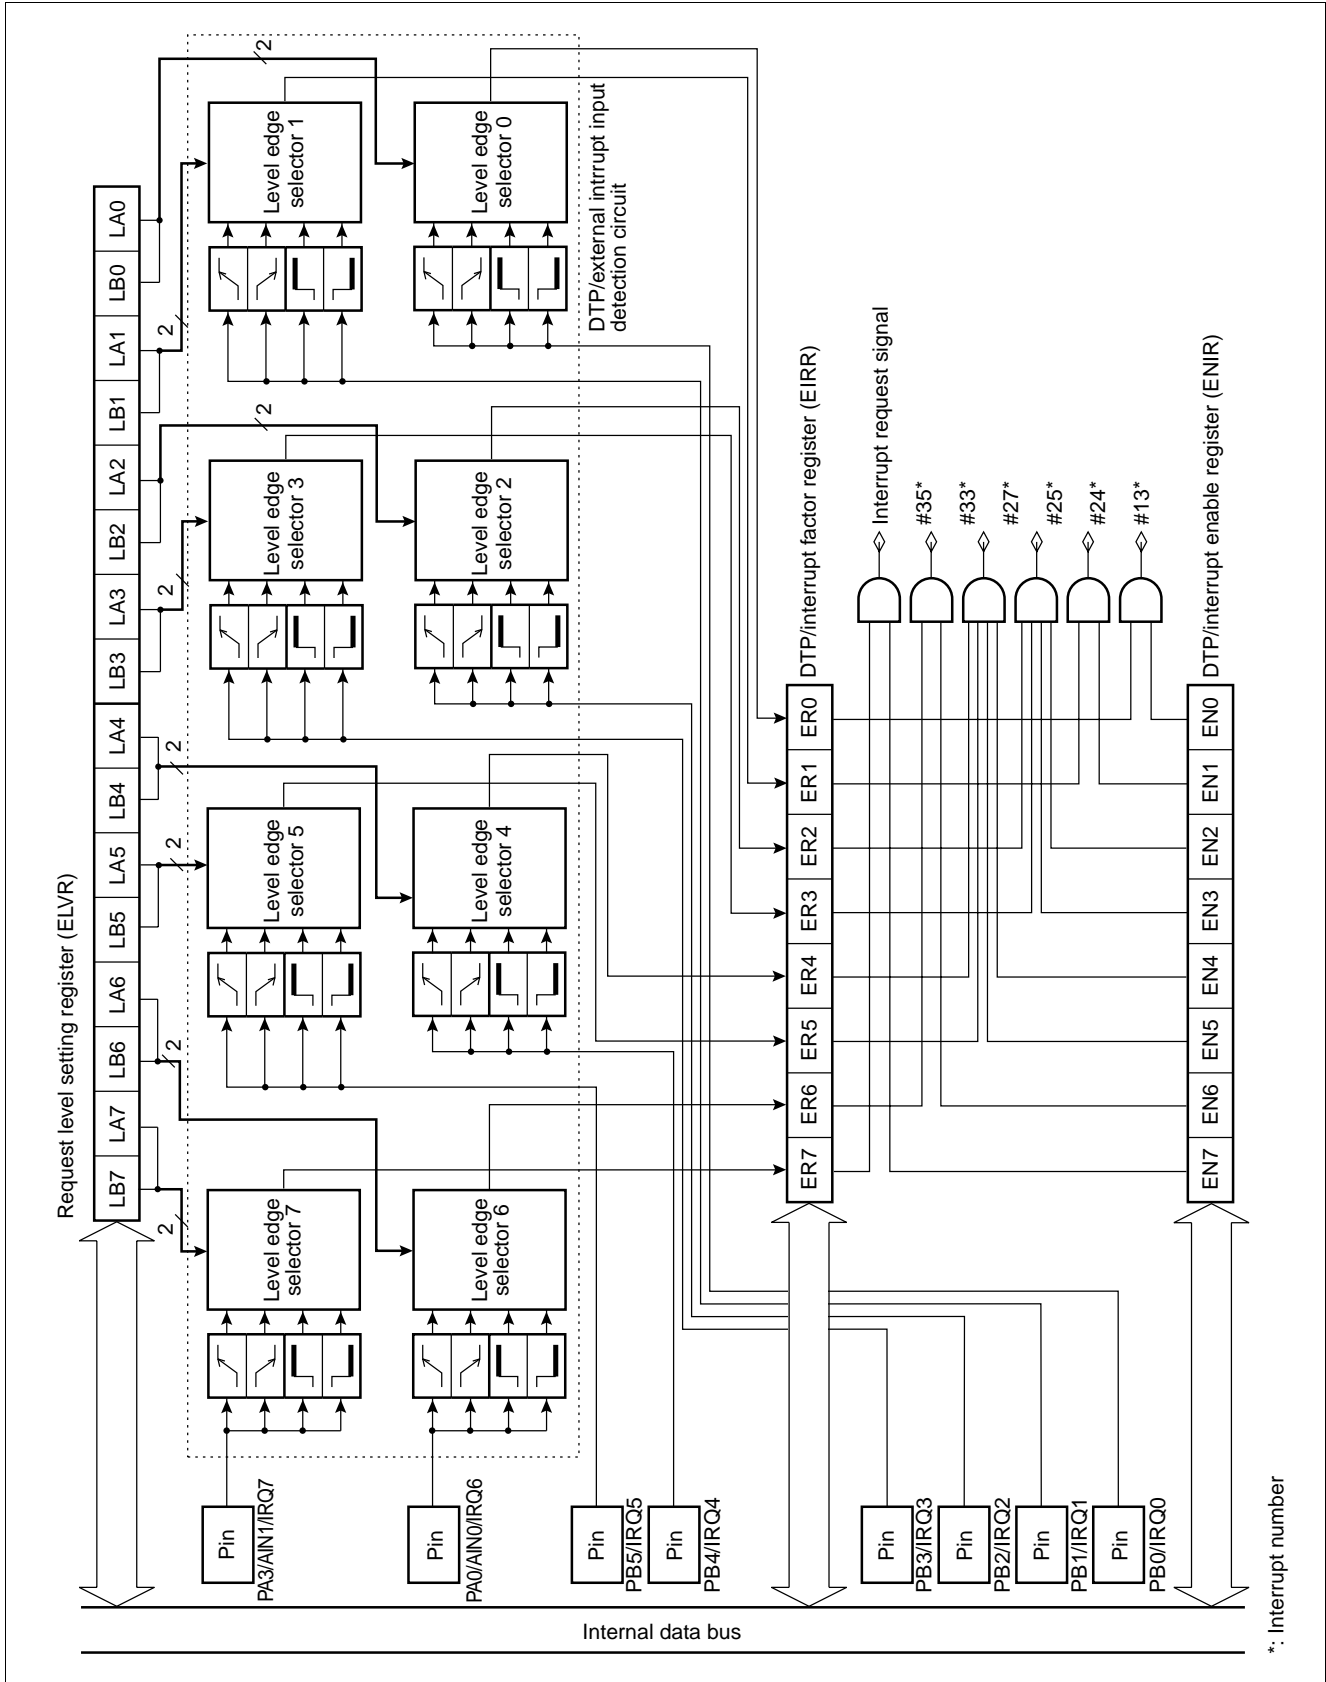 Request level setting register (ELVR)
LB7
LA7
LB6
LA6
LB5
LA5
LB4
LA4
LB3
LA3
LB2
LA2
LB1
LA1
LB0
LA0
2
2
2
2
2
2
2
2
Level edge
selector 7
Level edge
selector 5
Level edge
selector 3
Level edge
selector 1
Level edge
selector 6
Level edge
selector 4
Level edge
selector 2
Level edge
selector 0
DTP/external intrrupt input
detection circuit
Pin
PA3/AIN1/IRQ7
Pin
PA0/AIN0/IRQ6
Pin
PB5/IRQ5
Pin
PB4/IRQ4
Pin
PB3/IRQ3
Pin
PB2/IRQ2
Pin
PB1/IRQ1
Pin
PB0/IRQ0
ER7
ER6
ER5
ER4
ER3
ER2
ER1
ER0
DTP/interrupt factor register (EIRR)
Interrupt request signal
#35*
#33*
#27*
#25*
#24*
#13*
EN7
EN6
EN5
EN4
EN3
EN2
EN1
EN0
DTP/interrupt enable register (ENIR)
Internal data bus
*: Interrupt number